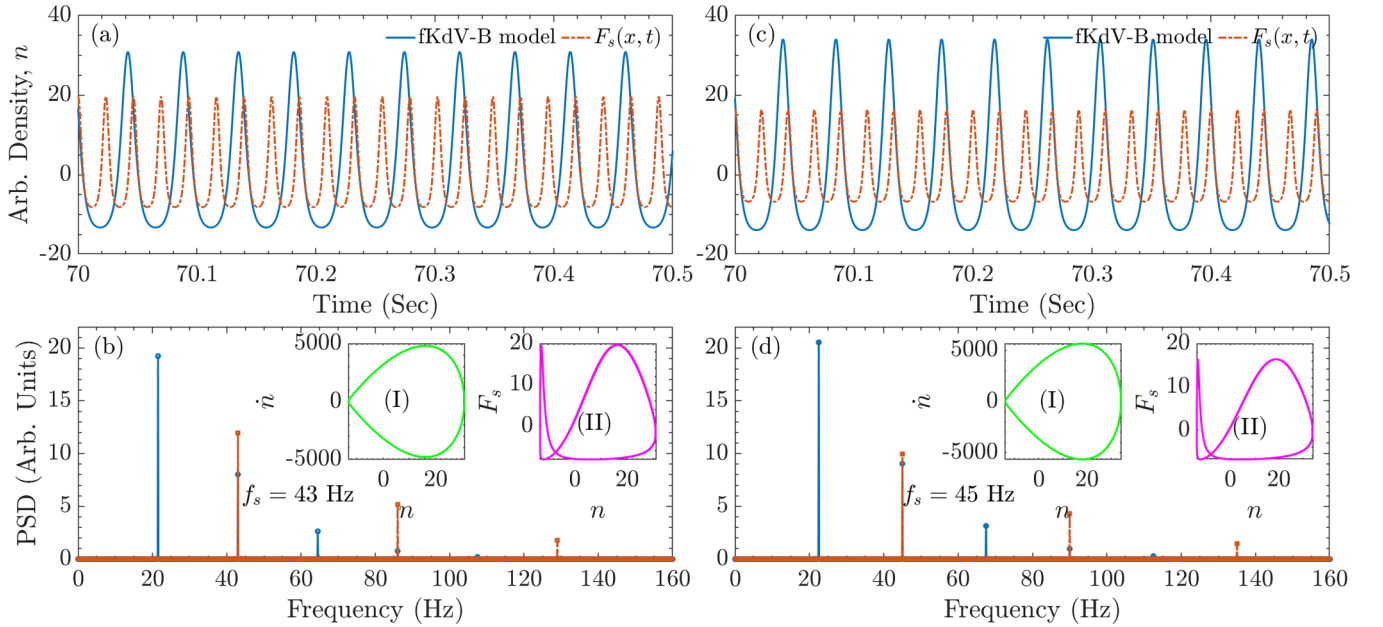 (a)
fKdV-B model
F_s(x, t)
Arb. Density, n
40
20
0
-20
70
70.1
70.2
70.3
70.4
70.5
Time (Sec)
(c)
fKdV-B model
F_s(x, t)
40
20
0
-20
70
70.1
70.2
70.3
70.4
70.5
Time (Sec)
(b)
PSD (Arb. Units)
20
15
10
5
0
0
20
40
60
80
100
120
140
160
Frequency (Hz)
f_s = 43 Hz
ṅ
5000
0
-5000
(I)
0
20
n
F_s
20
10
0
(II)
0
20
n
(d)
20
15
10
5
0
0
20
40
60
80
100
120
140
160
Frequency (Hz)
f_s = 45 Hz
ṅ
5000
0
-5000
(I)
0
20
n
F_s
20
10
0
(II)
0
20
n